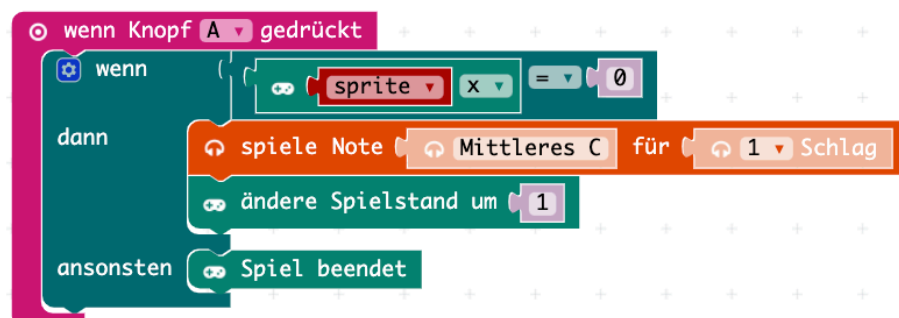 wenn Knopf A gedrückt
wenn sprite x = 0
dann spiele Note Mittleres C für 1 Schlag
ändere Spielstand um 1
ansonsten Spiel beendet